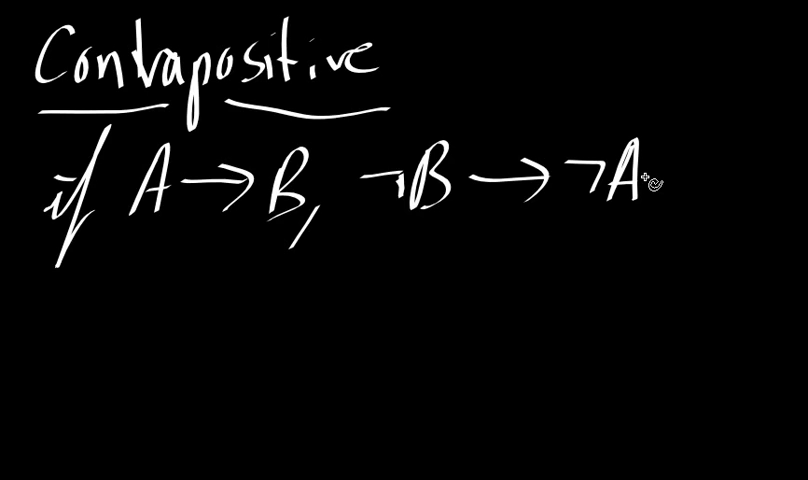 Contrapositive
if A → B, ¬B → ¬A